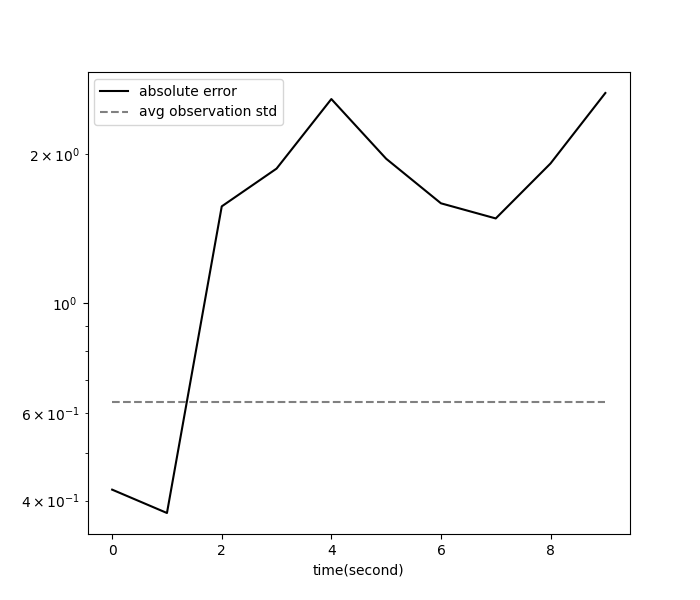 absolute error
avg observation std
2 × 10⁰
10⁰
6 × 10⁻¹
4 × 10⁻¹
0 2 4 6 8
time(second)